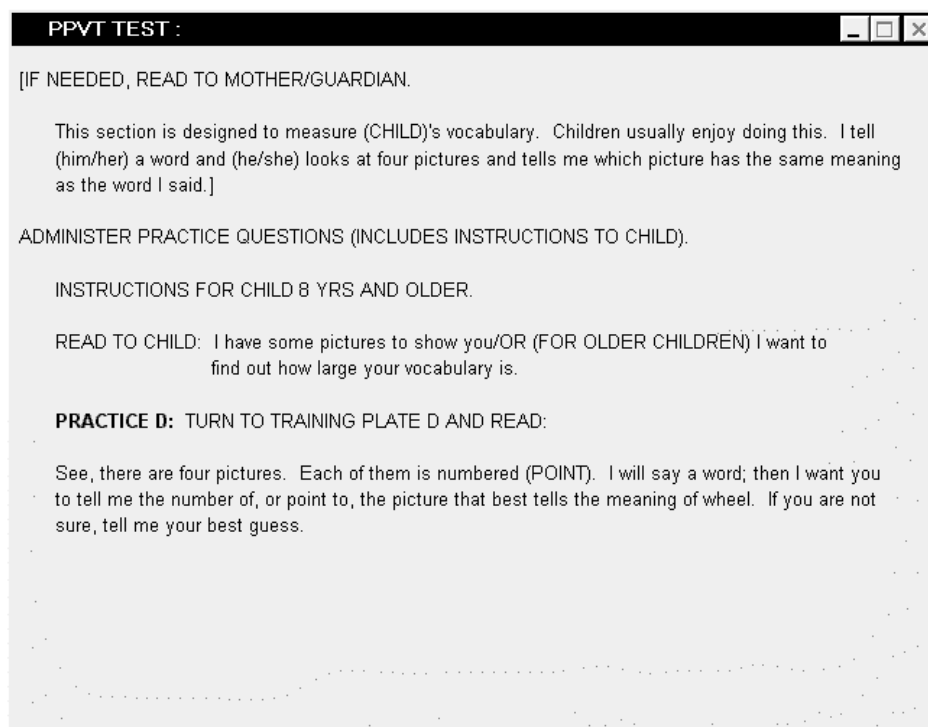 PPVT TEST :
[IF NEEDED, READ TO MOTHER/GUARDIAN.
This section is designed to measure (CHILD)'s vocabulary. Children usually enjoy doing this. I tell
(him/her) a word and (he/she) looks at four pictures and tells me which picture has the same meaning
as the word I said.]
ADMINISTER PRACTICE QUESTIONS (INCLUDES INSTRUCTIONS TO CHILD).
INSTRUCTIONS FOR CHILD 8 YRS AND OLDER.
READ TO CHILD: I have some pictures to show you/OR (FOR OLDER CHILDREN) I want to
find out how large your vocabulary is.
PRACTICE D: TURN TO TRAINING PLATE D AND READ:
See, there are four pictures. Each of them is numbered (POINT). I will say a word; then I want you
to tell me the number of, or point to, the picture that best tells the meaning of wheel. If you are not
sure, tell me your best guess.